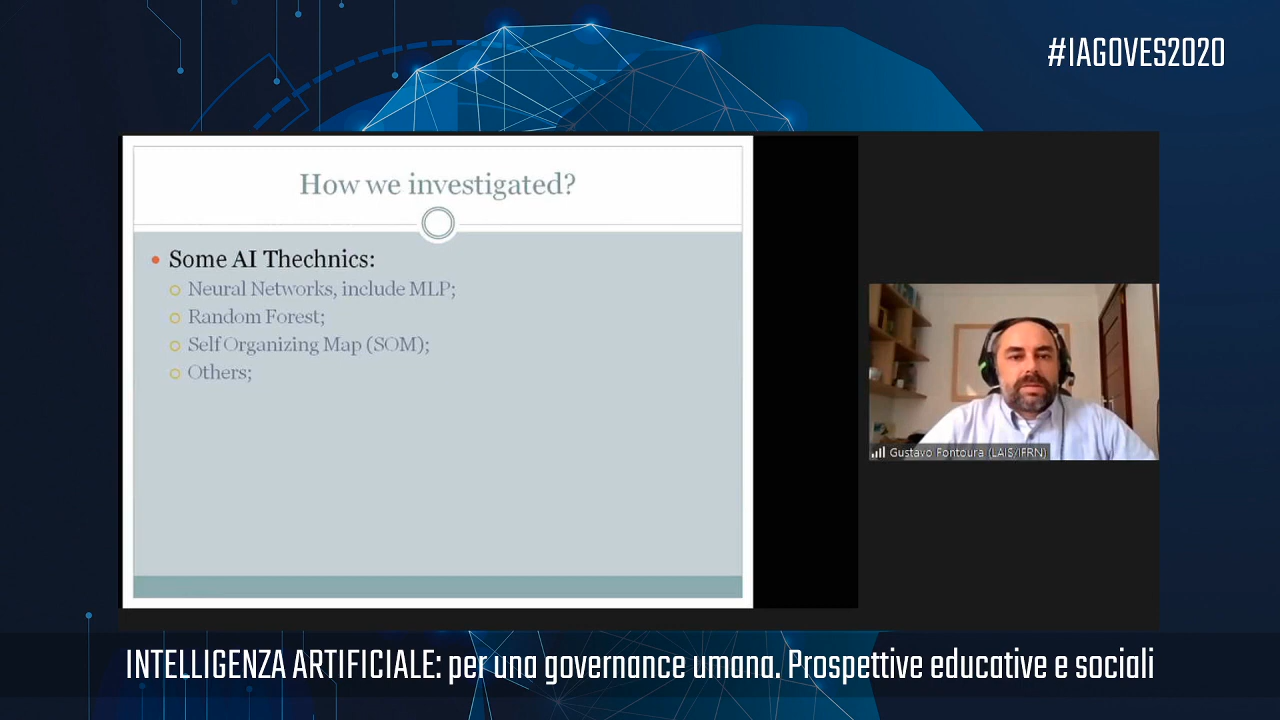 #IAGOVES2020
How we investigated?
Some AI Thechnics:
Neural Networks, include MLP;
Random Forest;
Self Organizing Map (SOM);
Others;
Gustavo Fontoura (LAIS/IFRN)
INTELLIGENZA ARTIFICIALE: per una governance umana. Prospettive educative e sociali